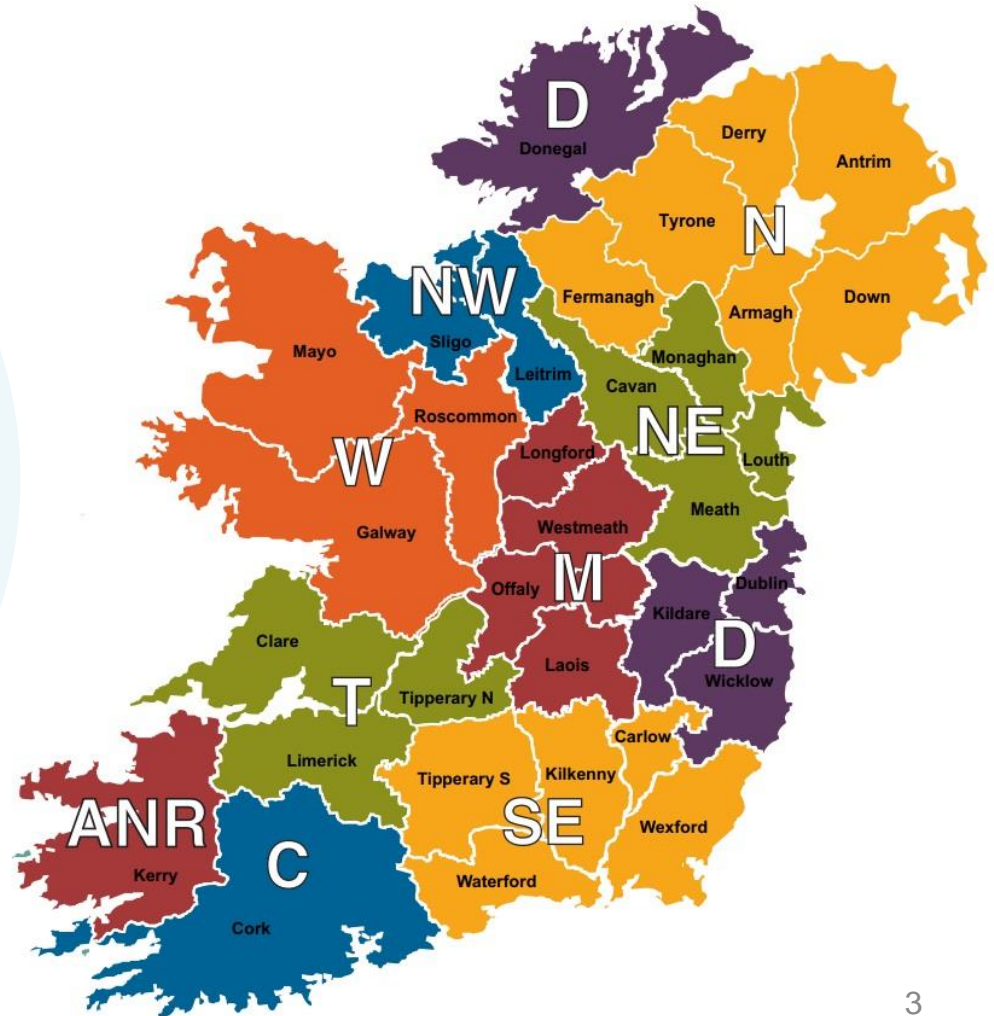 D
Donegal
Derry
Antrim
Tyrone
N
NW
Fermanagh
Down
Armagh
Sligo
Mayo
Monaghan
Leitrim
Cavan
Roscommon
NE
Longford
W
Louth
Meath
Westmeath
Galway
M
Offaly
Dublin
Kildare
Clare
D
Laois
Wicklow
T
Tipperary N
Carlow
Limerick
Tipperary S
Kilkenny
ANR
SE
Wexford
C
Kerry
Waterford
Cork
3